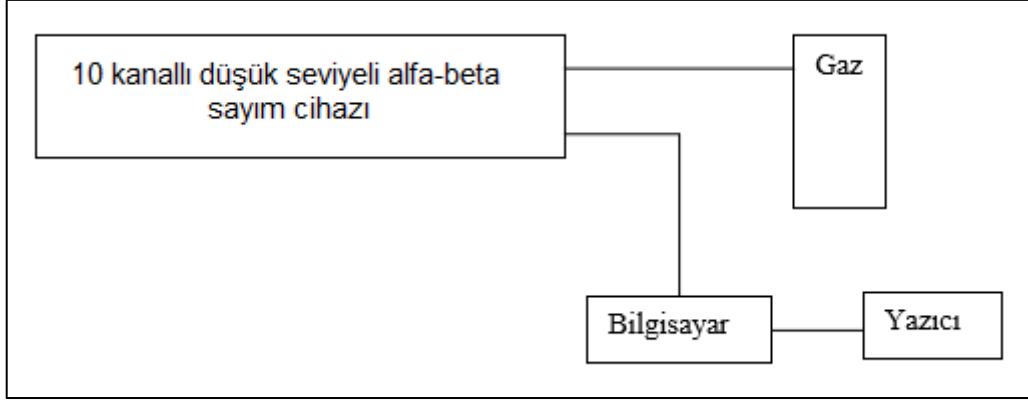 10 kanallı düşük seviyeli alfa-beta
sayım cihazı
Gaz
Bilgisayar
Yazıcı